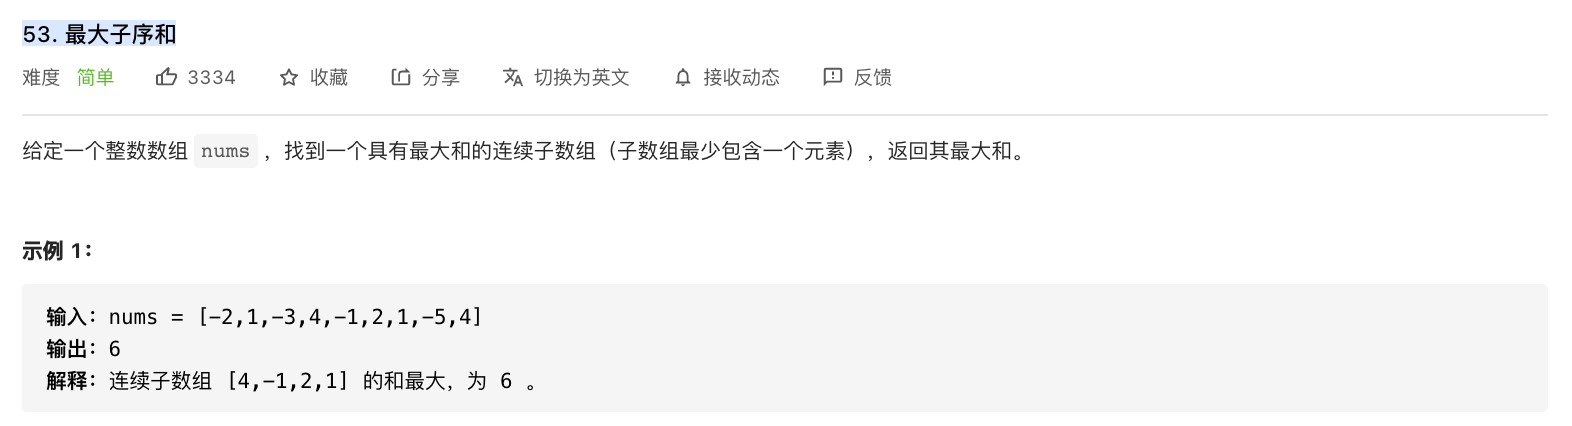 53. 最大子序和
难度 简单 3334 收藏 分享 切换为英文 接收动态 反馈
给定一个整数数组 nums ，找到一个具有最大和的连续子数组（子数组最少包含一个元素），返回其最大和。
示例 1：
输入：nums = [-2,1,-3,4,-1,2,1,-5,4]
输出：6
解释：连续子数组 [4,-1,2,1] 的和最大，为 6 。